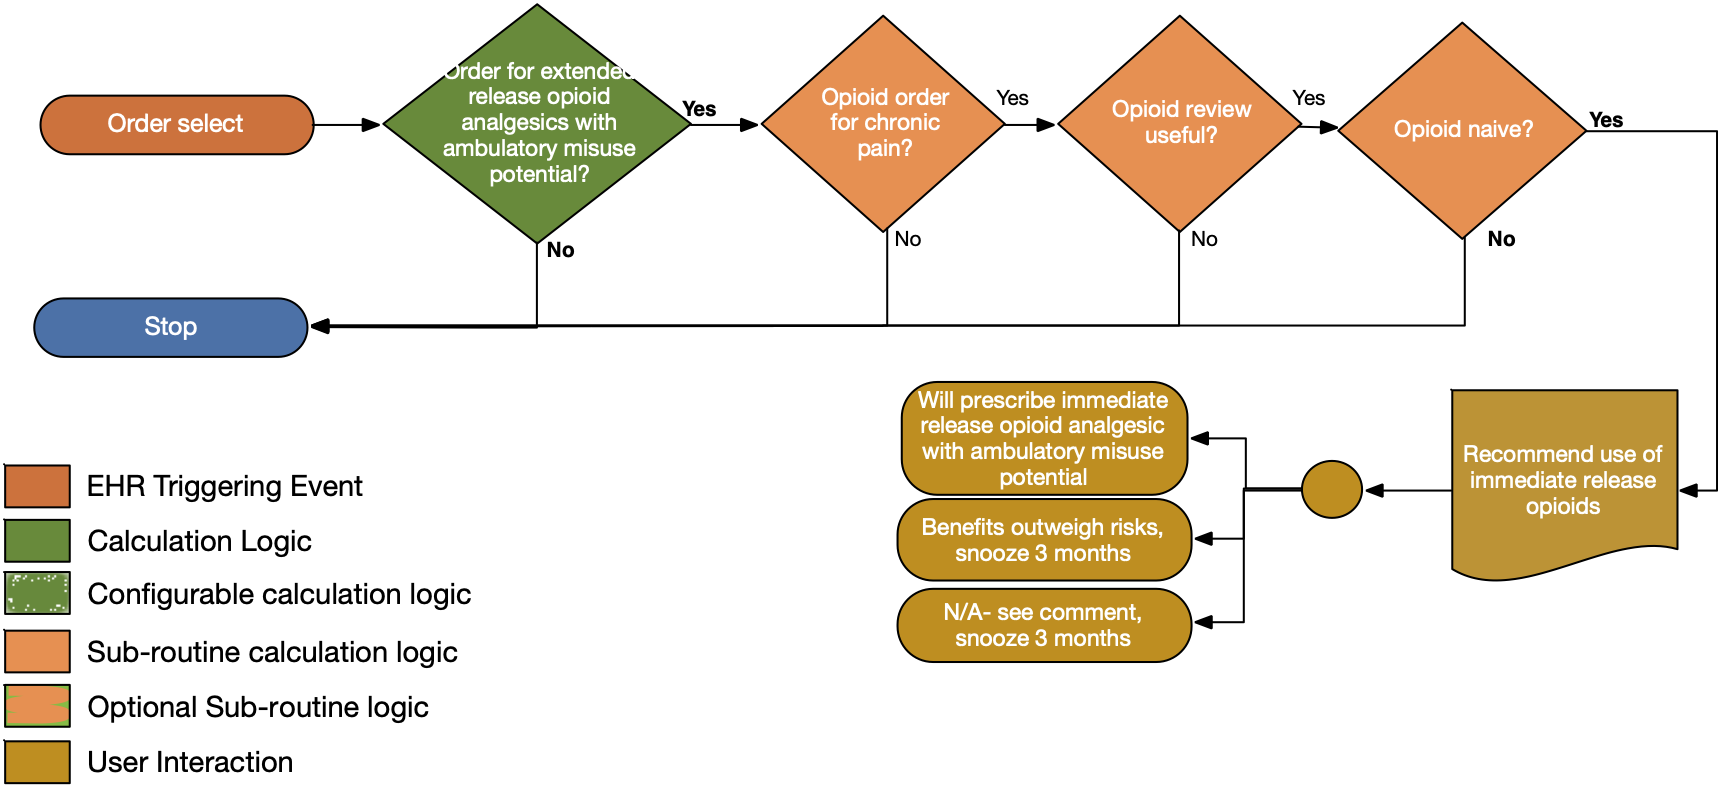 Order select
Order for extended
release opioid
analgesics with
ambulatory misuse
potential?
Yes
No
Opioid order
for chronic
pain?
Yes
No
Opioid review
useful?
Yes
No
Opioid naive?
Yes
No
Stop
Recommend use of
immediate release
opioids
Will prescribe immediate
release opioid analgesic
with ambulatory misuse
potential
Benefits outweigh risks,
snooze 3 months
N/A- see comment,
snooze 3 months
EHR Triggering Event
Calculation Logic
Configurable calculation logic
Sub-routine calculation logic
Optional Sub-routine logic
User Interaction